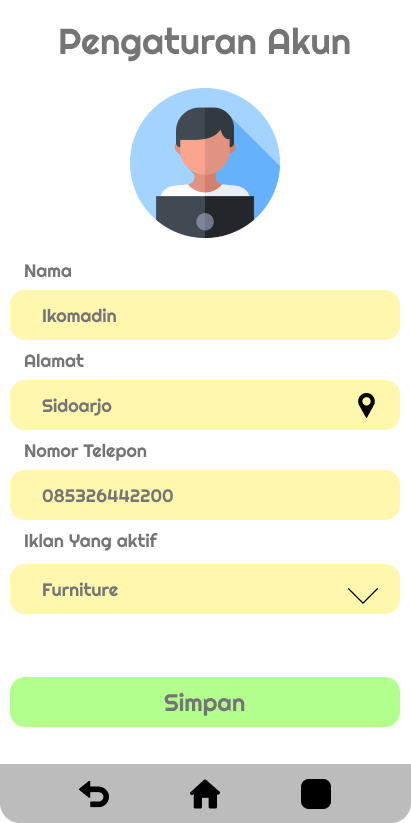 Pengaturan Akun
Nama
Ikomadin
Alamat
Sidoarjo
Nomor Telepon
085326442200
Iklan Yang aktif
Furniture
Simpan